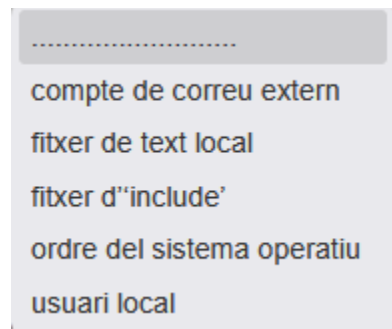 ..........................
compte de correu extern
fitxer de text local
fitxer d'‘include’
ordre del sistema operatiu
usuari local